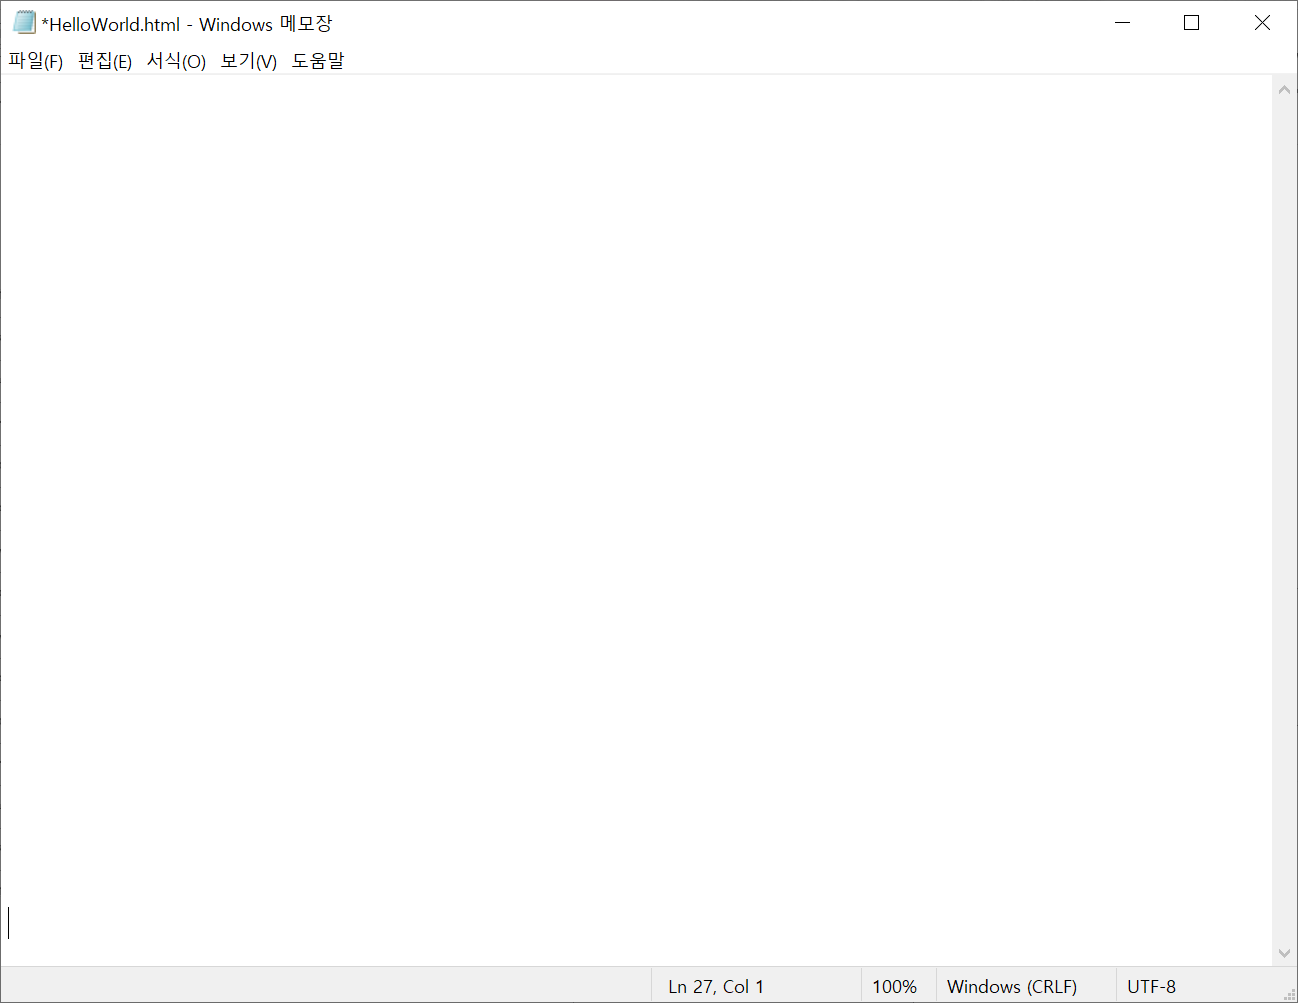 *HelloWorld.html - Windows 메모장
파일(F) 편집(E) 서식(O) 보기(V) 도움말
Ln 27, Col 1 100% Windows (CRLF) UTF-8